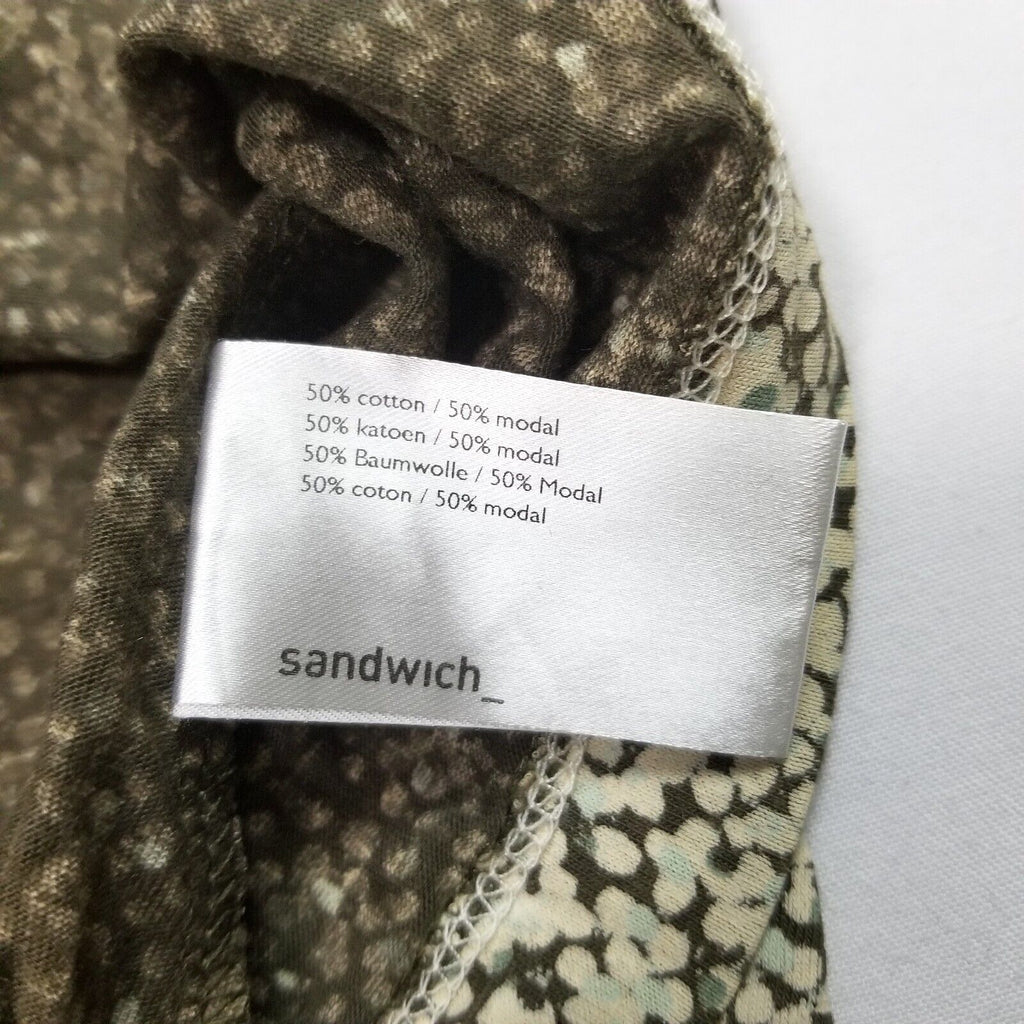 50% cotton / 50% modal
50% katoen / 50% modal
50% Baumwolle / 50% Modal
50% coton / 50% modal
sandwich_